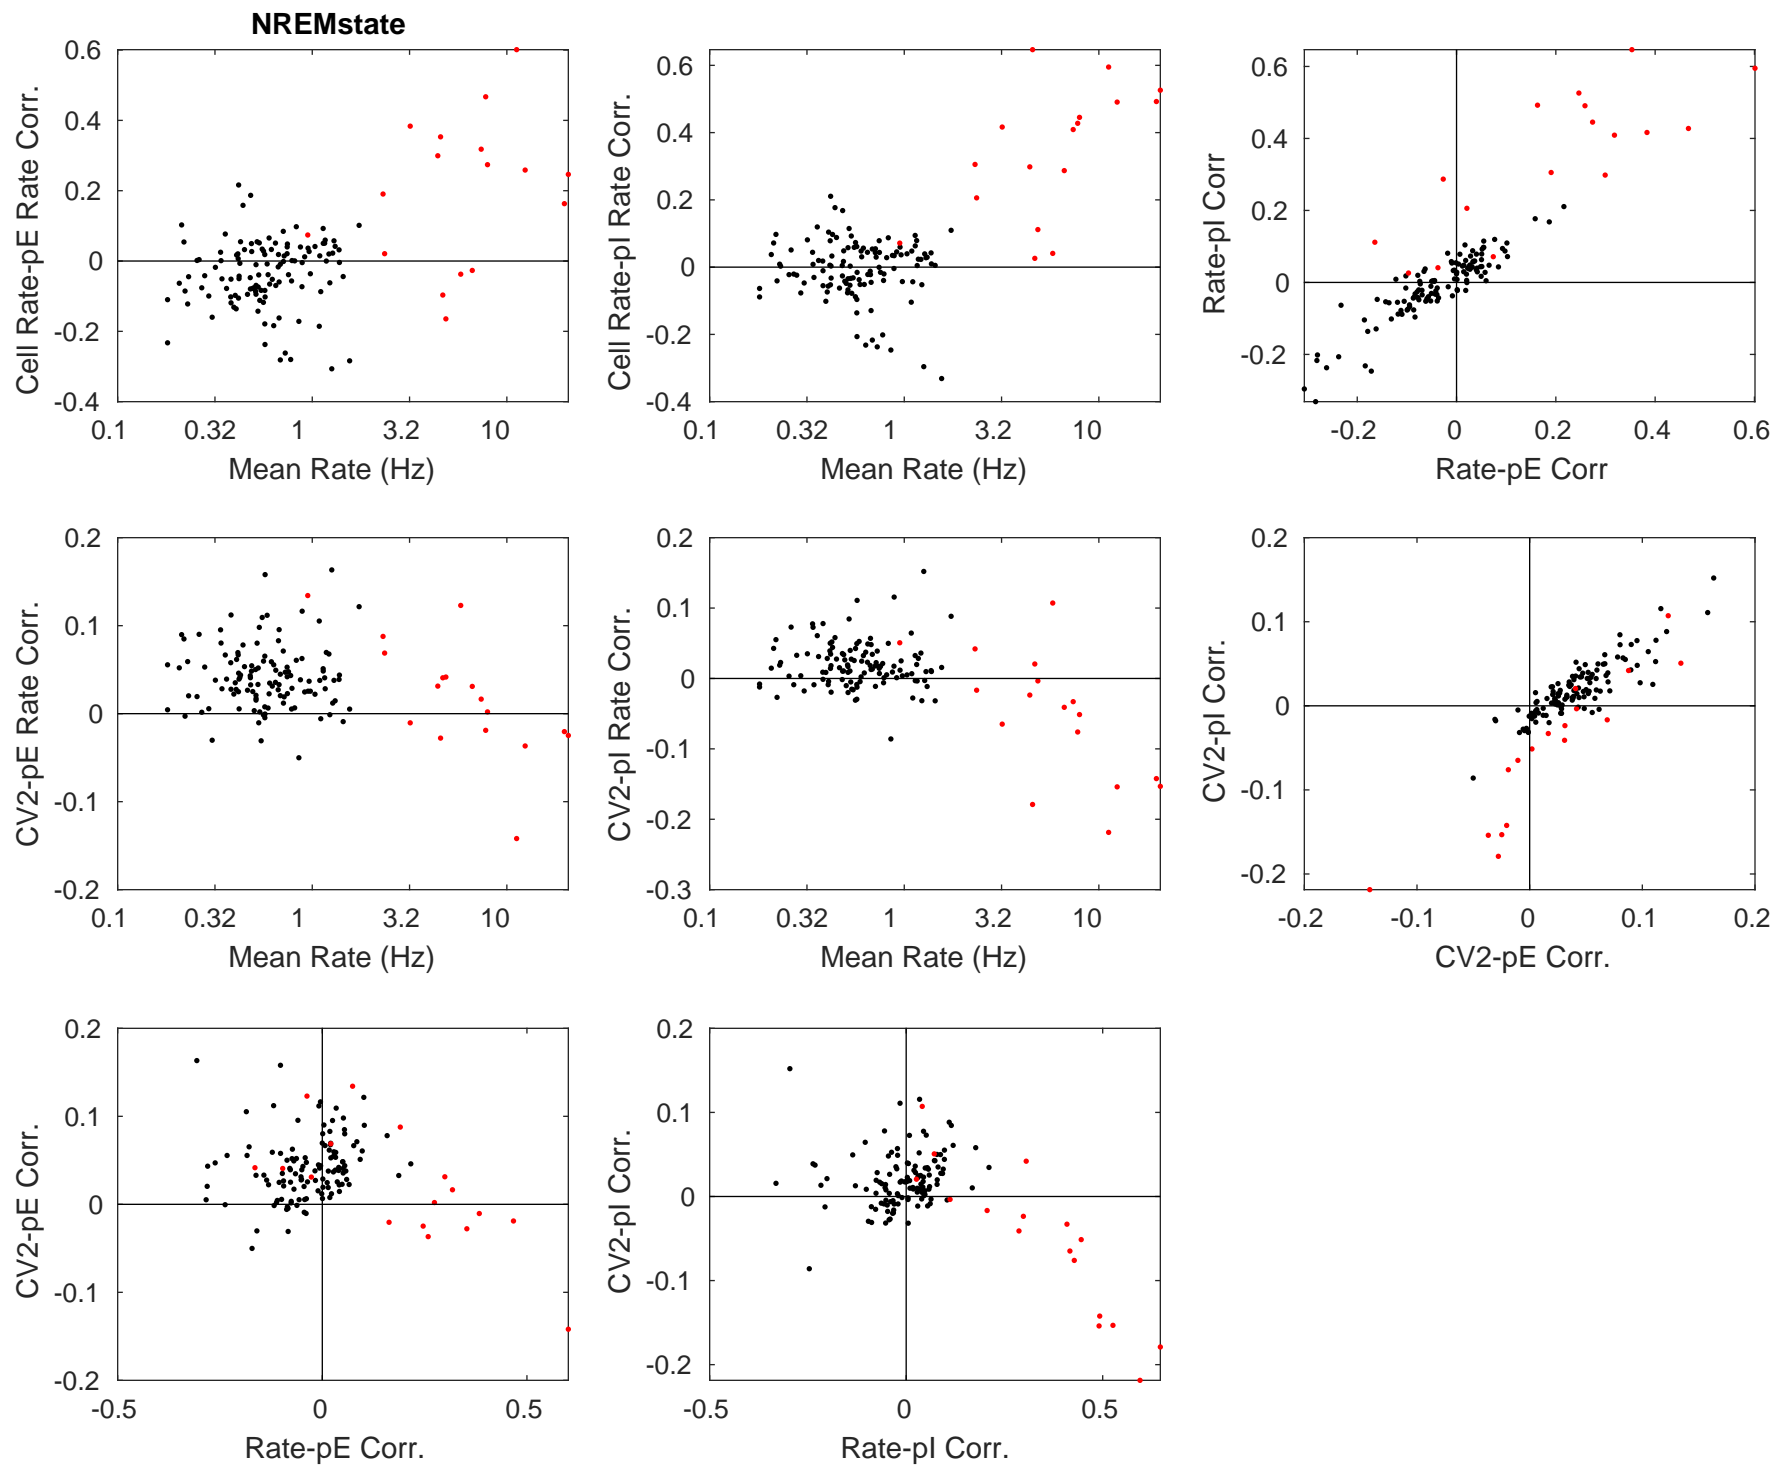 NREMstate
0.6
0.4
0.2
0
-0.2
-0.4
Cell Rate-pE Rate Corr.
0.1 0.32 1 3.2 10
Mean Rate (Hz)
0.6
0.4
0.2
0
-0.2
-0.4
Cell Rate-pI Rate Corr.
0.1 0.32 1 3.2 10
Mean Rate (Hz)
0.6
0.4
0.2
0
-0.2
Rate-pI Corr
-0.2 0 0.2 0.4 0.6
Rate-pE Corr
0.2
0.1
0
-0.1
-0.2
CV2-pE Rate Corr.
0.1 0.32 1 3.2 10
Mean Rate (Hz)
0.2
0.1
0
-0.1
-0.2
-0.3
CV2-pI Rate Corr.
0.1 0.32 1 3.2 10
Mean Rate (Hz)
0.2
0.1
0
-0.1
-0.2
CV2-pI Corr.
-0.2 -0.1 0 0.1 0.2
CV2-pE Corr.
0.2
0.1
0
-0.1
-0.2
CV2-pE Corr.
-0.5 0 0.5
Rate-pE Corr.
0.2
0.1
0
-0.1
-0.2
CV2-pI Corr.
-0.5 0 0.5
Rate-pI Corr.